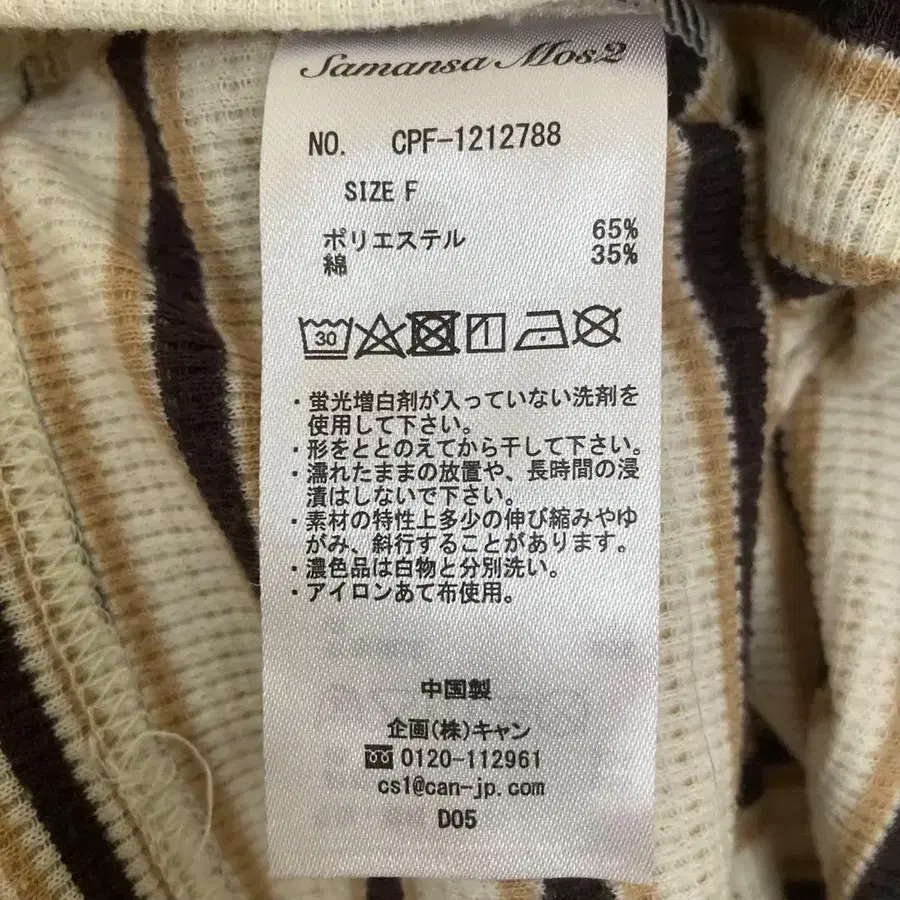 Samansa Mos2
NO. CPF-1212788
SIZE F
ポリエステル 65%
綿 35%
30
・蛍光増白剤が入っていない洗剤を
使用して下さい。
・形をととのえてから干して下さい。
・濡れたままの放置や、長時間の浸
漬はしないで下さい。
・素材の特性上多少の伸び縮みやゆ
がみ、斜行することがあります。
・濃色品は白物と分別洗い。
・アイロンあて布使用。
中国製
企画(株)キャン
0120-112961
cs1@can-jp.com
D05